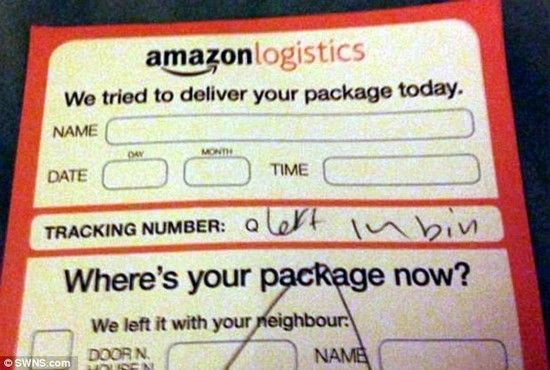 amazonlogistics
We tried to deliver your package today.
NAME
DAY MONTH
DATE TIME
TRACKING NUMBER: Q left in bin
Where's your package now?
We left it with your neighbour:
DOOR N. NAME
© SWNS.com